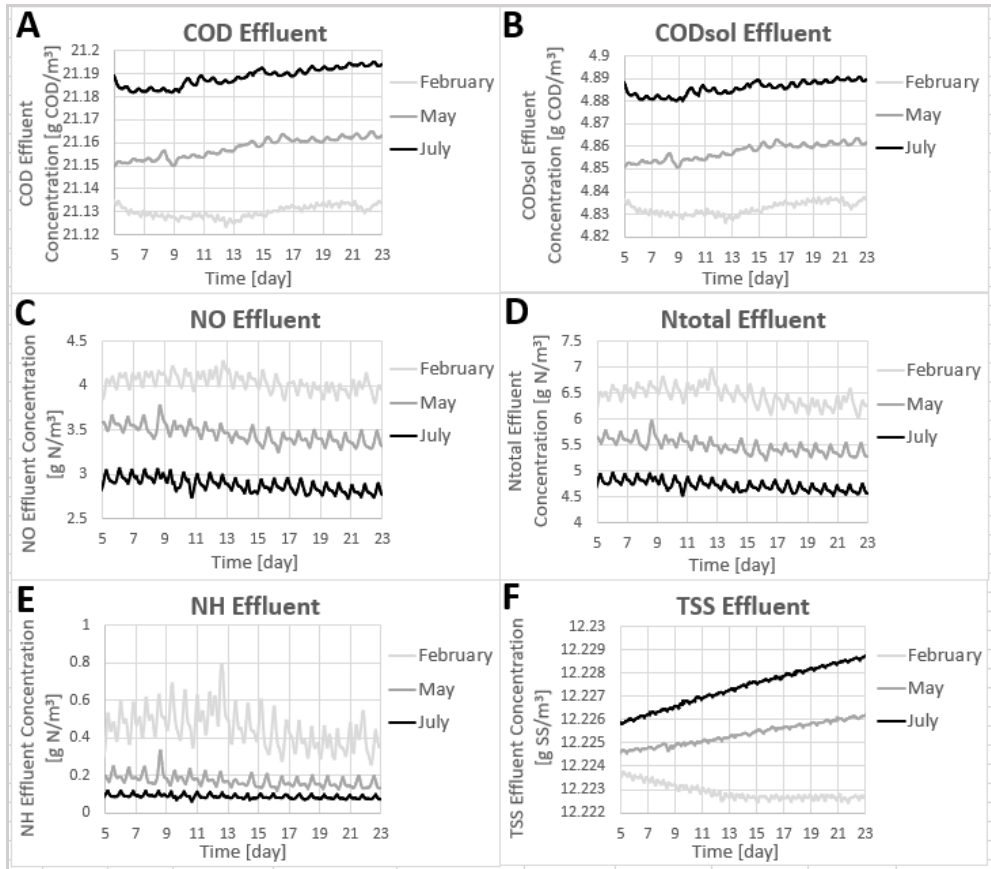 A
COD Effluent
COD Effluent
Concentration [g COD/m³]
21.2
21.19
21.18
21.17
21.16
21.15
21.14
21.13
21.12
5 7 9 11 13 15 17 19 21 23
Time [day]
February
May
July
B
CODsol Effluent
CODsol Effluent
Concentration [g COD/m³]
4.9
4.89
4.88
4.87
4.86
4.85
4.84
4.83
4.82
5 7 9 11 13 15 17 19 21 23
Time [day]
February
May
July
C
NO Effluent
NO Effluent Concentration
[g N/m³]
4.5
4
3.5
3
2.5
5 7 9 11 13 15 17 19 21 23
Time [day]
February
May
July
D
Ntotal Effluent
Ntotal Effluent
Concentration [g N/m³]
7.5
7
6.5
6
5.5
5
4.5
4
5 7 9 11 13 15 17 19 21 23
Time [day]
February
May
July
E
NH Effluent
NH Effluent Concentration
[g N/m³]
1
0.8
0.6
0.4
0.2
0
5 7 9 11 13 15 17 19 21 23
Time [day]
February
May
July
F
TSS Effluent
TSS Effluent Concentration
[g SS/m³]
12.23
12.229
12.228
12.227
12.226
12.225
12.224
12.223
12.222
5 7 9 11 13 15 17 19 21 23
Time [day]
February
May
July